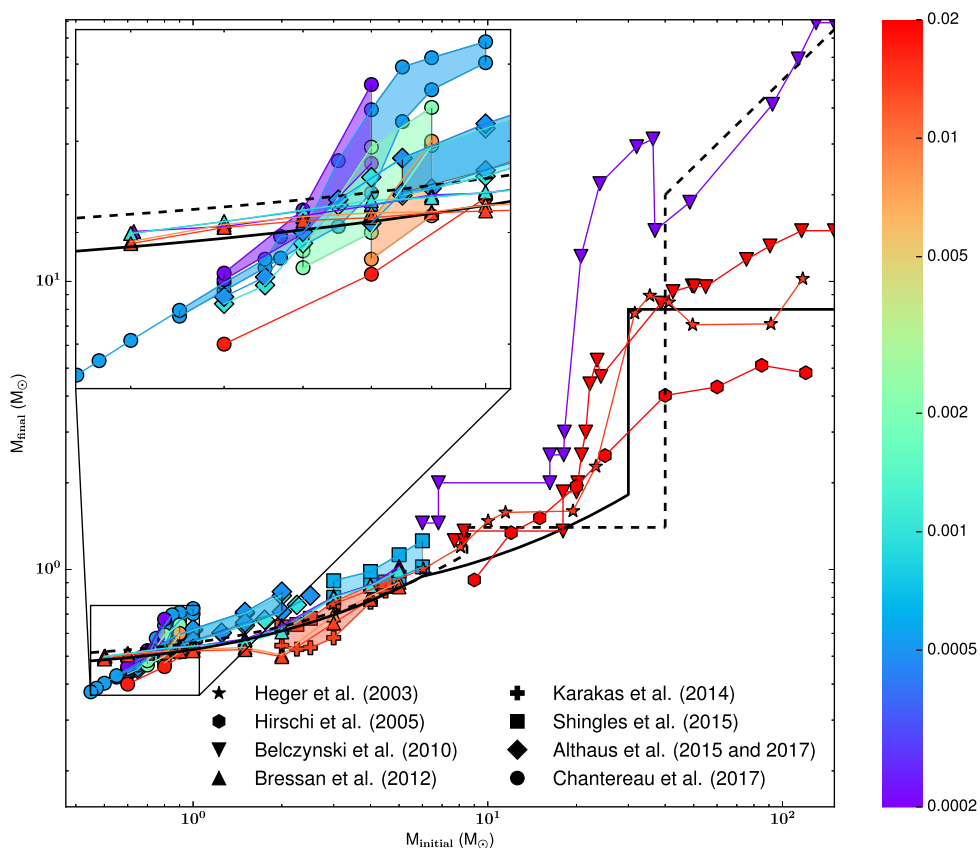 0.02
0.01
0.005
0.002
0.001
0.0005
0.0002
10¹
10⁰
M_final (M_⊙)
Heger et al. (2003)
Hirschi et al. (2005)
Belczynski et al. (2010)
Bressan et al. (2012)
Karakas et al. (2014)
Shingles et al. (2015)
Althaus et al. (2015 and 2017)
Chantereau et al. (2017)
10⁰
10¹
10²
M_initial (M_⊙)